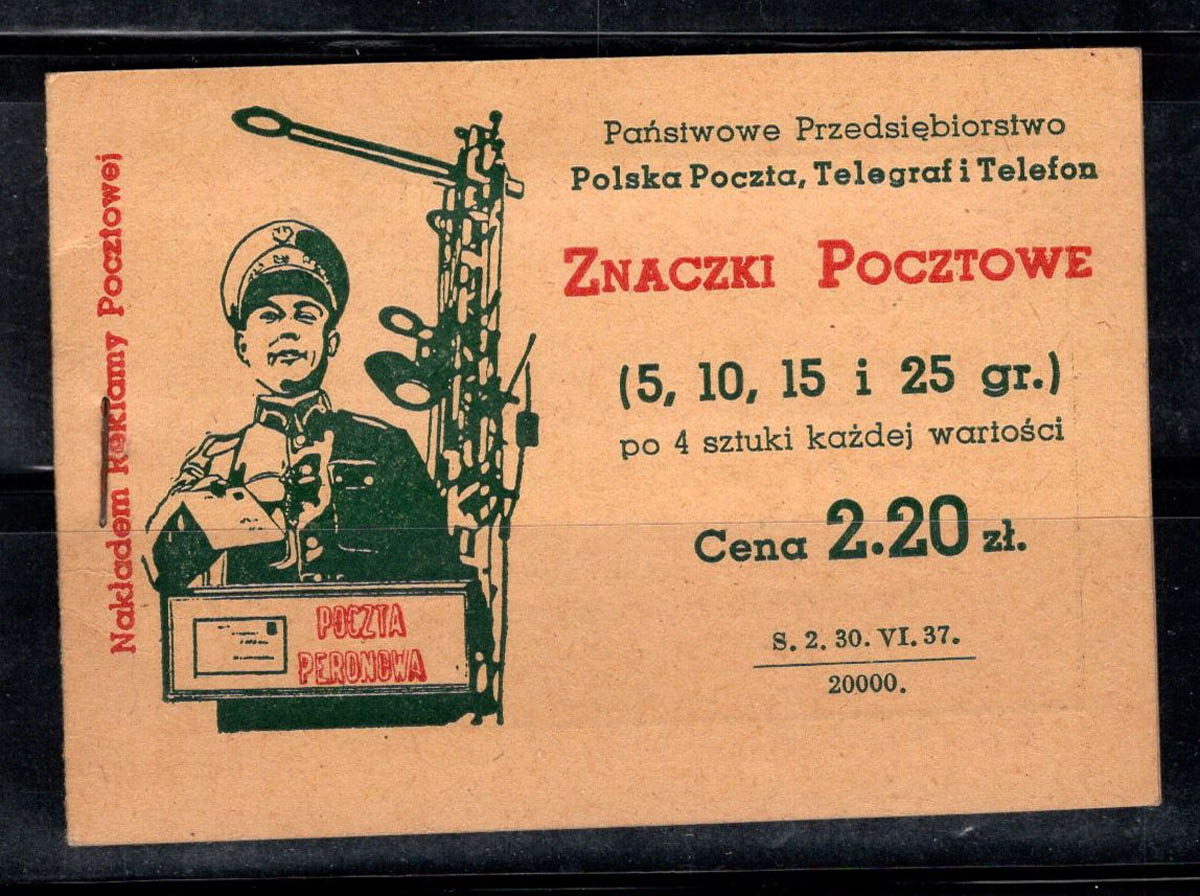 Nakładem Reklamy Pocztowej
Państwowe Przedsiębiorstwo
Polska Poczta, Telegraf i Telefon
ZNACZKI POCZTOWE
(5, 10, 15 i 25 gr.)
po 4 sztuki każdej wartości
Cena 2.20 zł.
S. 2. 30. VI. 37.
20000.
POCZTA
PERONOWA